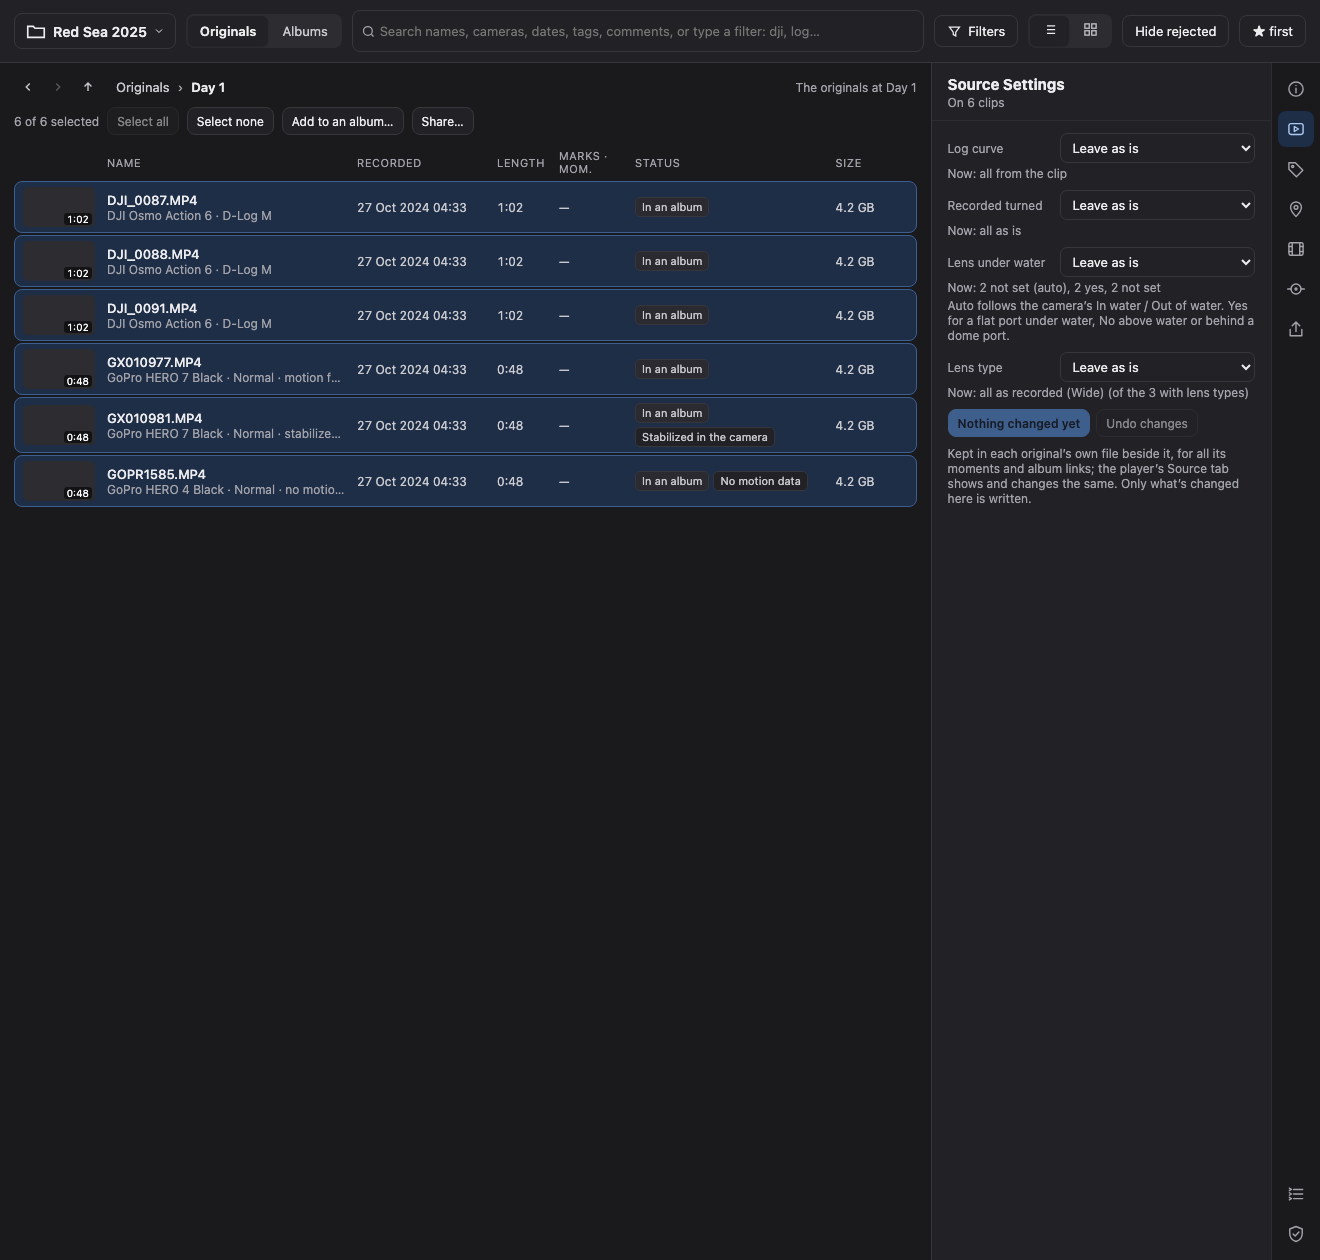 Red Sea 2025
Originals
Albums
Search names, cameras, dates, tags, comments, or type a filter: dji, log...
Filters
Hide rejected
★ first
Originals › Day 1
The originals at Day 1
6 of 6 selected
Select all
Select none
Add to an album...
Share...
NAME
RECORDED
LENGTH
MARKS · MOM.
STATUS
SIZE
1:02
DJI_0087.MP4
DJI Osmo Action 6 · D-Log M
27 Oct 2024 04:33
1:02
—
In an album
4.2 GB
1:02
DJI_0088.MP4
DJI Osmo Action 6 · D-Log M
27 Oct 2024 04:33
1:02
—
In an album
4.2 GB
1:02
DJI_0091.MP4
DJI Osmo Action 6 · D-Log M
27 Oct 2024 04:33
1:02
—
In an album
4.2 GB
0:48
GX010977.MP4
GoPro HERO 7 Black · Normal · motion f...
27 Oct 2024 04:33
0:48
—
In an album
4.2 GB
0:48
GX010981.MP4
GoPro HERO 7 Black · Normal · stabilize...
27 Oct 2024 04:33
0:48
—
In an album
Stabilized in the camera
4.2 GB
0:48
GOPR1585.MP4
GoPro HERO 4 Black · Normal · no motio...
27 Oct 2024 04:33
0:48
—
In an album
No motion data
4.2 GB
Source Settings
On 6 clips
Log curve
Leave as is
Now: all from the clip
Recorded turned
Leave as is
Now: all as is
Lens under water
Leave as is
Now: 2 not set (auto), 2 yes, 2 not set
Auto follows the camera's In water / Out of water. Yes
for a flat port under water, No above water or behind a
dome port.
Lens type
Leave as is
Now: all as recorded (Wide) (of the 3 with lens types)
Nothing changed yet
Undo changes
Kept in each original's own file beside it, for all its
moments and album links; the player's Source tab
shows and changes the same. Only what's changed
here is written.